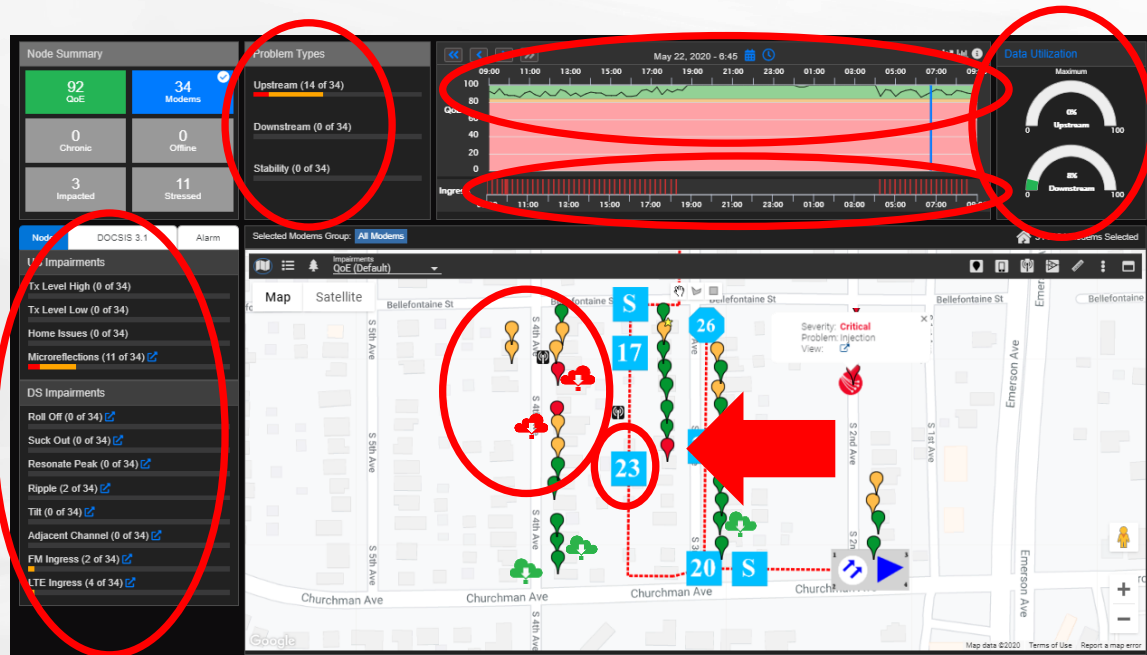 Node Summary
92
QoE
34
Modems
0
Chronic
0
Offline
3
Impacted
11
Stressed
Problem Types
Upstream (14 of 34)
Downstream (0 of 34)
Stability (0 of 34)
May 22, 2020 - 6:45
09:00 11:00 13:00 15:00 17:00 19:00 21:00 23:00 01:00 03:00 05:00 07:00
100
80
60
40
20
0
11:00 13:00 15:00 17:00 19:00 21:00 23:00 01:00 03:00 05:00 07:00
Data Utilization
Maximum
0%
Upstream
0 100
8%
Downstream
0 100
DOCSIS 3.1
Alarm
Impairments
Tx Level High (0 of 34)
Tx Level Low (0 of 34)
Home Issues (0 of 34)
Microreflections (11 of 34)
DS Impairments
Roll Off (0 of 34)
Suck Out (0 of 34)
Resonate Peak (0 of 34)
Ripple (2 of 34)
Tilt (0 of 34)
Adjacent Channel (0 of 34)
FM Ingress (2 of 34)
LTE Ingress (4 of 34)
Selected Modems Group: All Modems
Modems Selected
Impairments
QoE (Default)
Map
Satellite
Bellefontaine St
Bellefontaine St
Bellefontaine St
Bellefontaine
S
26
17
23
20
S
Severity: Critical
Problem: Injection
View:
S 5th Ave
S 4th Ave
S 2nd Ave
S 1st Ave
Emerson Ave
S 5th Ave
S 4th Ave
S 5th Ave
S 4th Ave
Emerson Ave
Churchman Ave
Churchman Ave
Churchman Ave
S 4th Ave
Google
Map data ©2020
Terms of Use
Report a map error